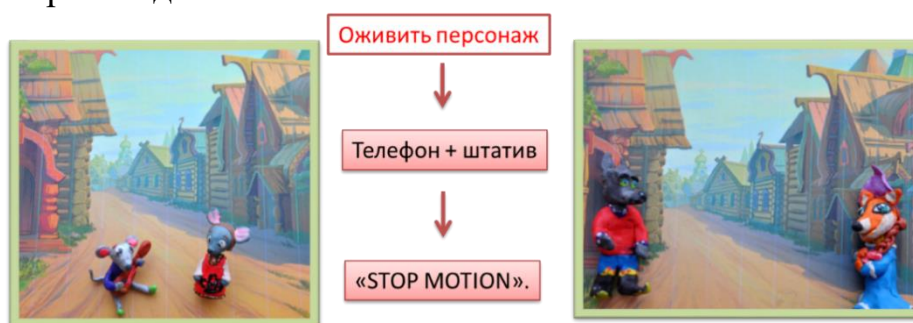 Оживить персонаж
Телефон + штатив
«STOP MOTION».